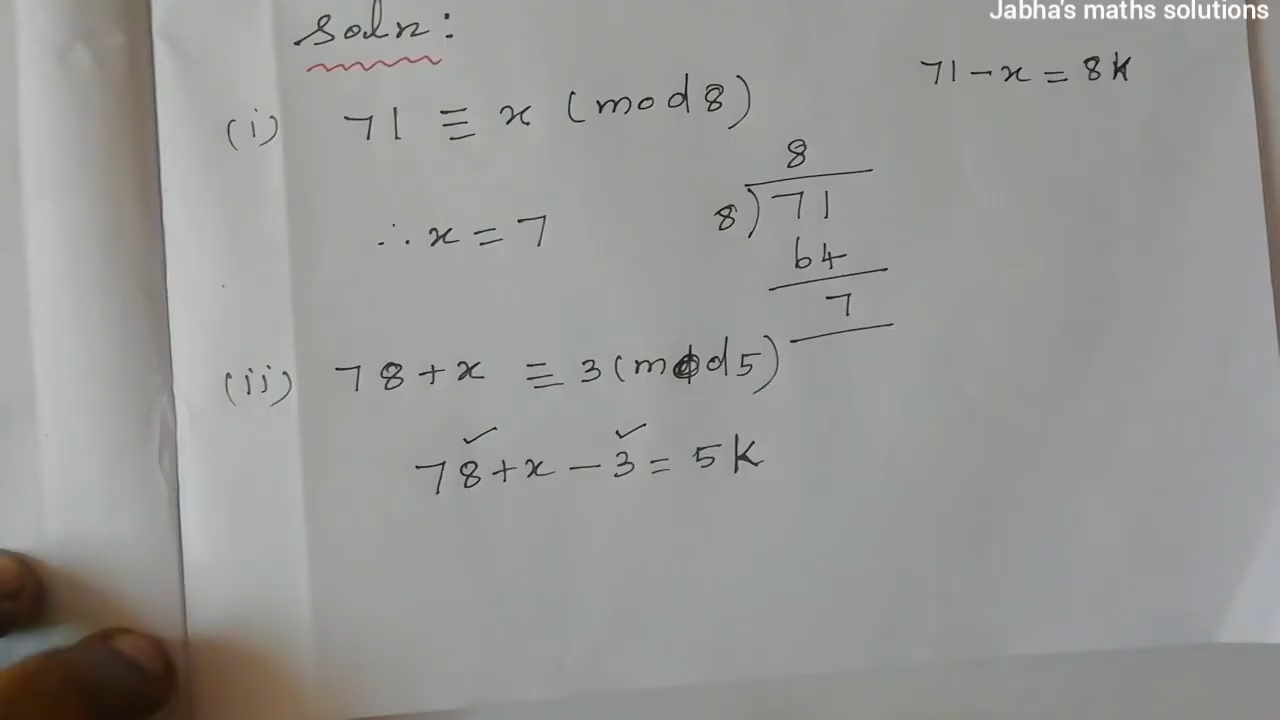 Jabha's maths solutions
Soln:
(i) 71 ≡ x (mod 8)
71 - x = 8k
8
8) 71
64
7
∴ x = 7
(ii) 78 + x ≡ 3 (mod 5)
78 + x - 3 = 5k